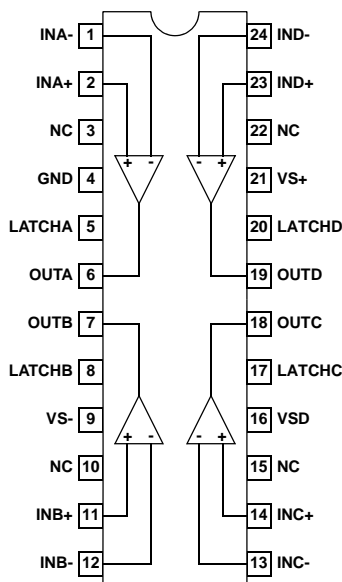 INA- 1 24 IND-
INA+ 2 23 IND+
+ - - +
NC 3 22 NC
GND 4 21 VS+
LATCHA 5 20 LATCHD
OUTA 6 19 OUTD
OUTB 7 18 OUTC
LATCHB 8 17 LATCHC
VS- 9 16 VSD
+ - - +
NC 10 15 NC
INB+ 11 14 INC+
INB- 12 13 INC-